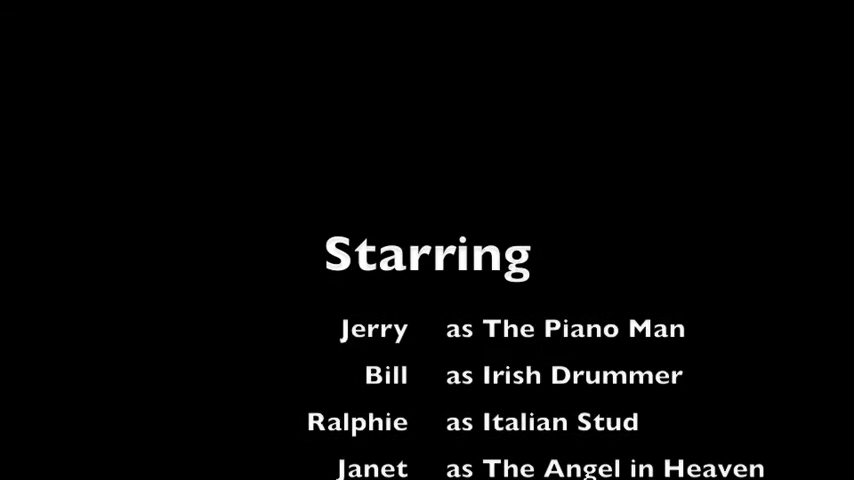 Starring
Jerry as The Piano Man
Bill as Irish Drummer
Ralphie as Italian Stud
Janet as The Angel in Heaven